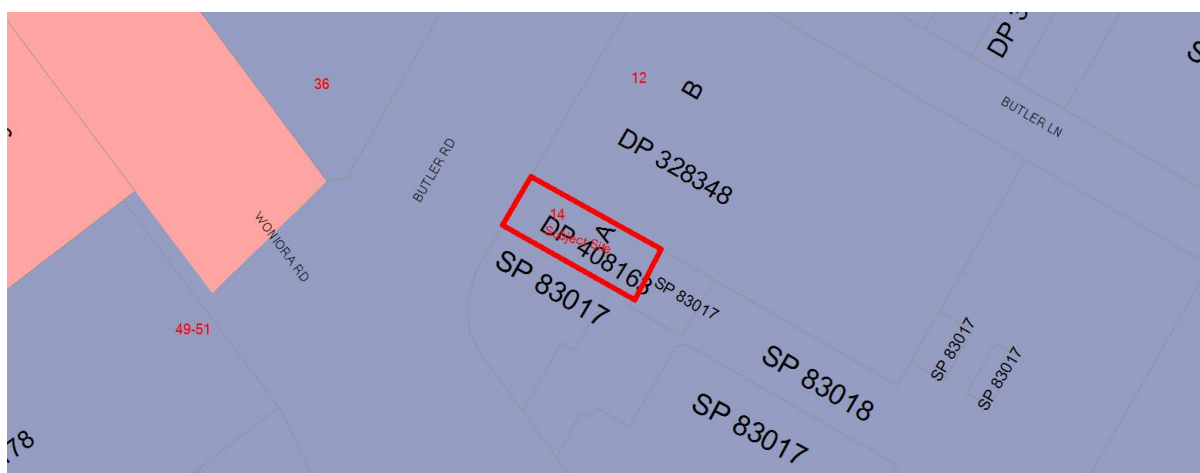 36
12
B
DP 3
S
BUTLER LN
DP 328348
BUTLER RD
14
A
Subject Site
DP 408163
WONIORA RD
SP 83017
SP 83017
49-51
SP 83018
SP 83017
SP 83017
SP 83017
178